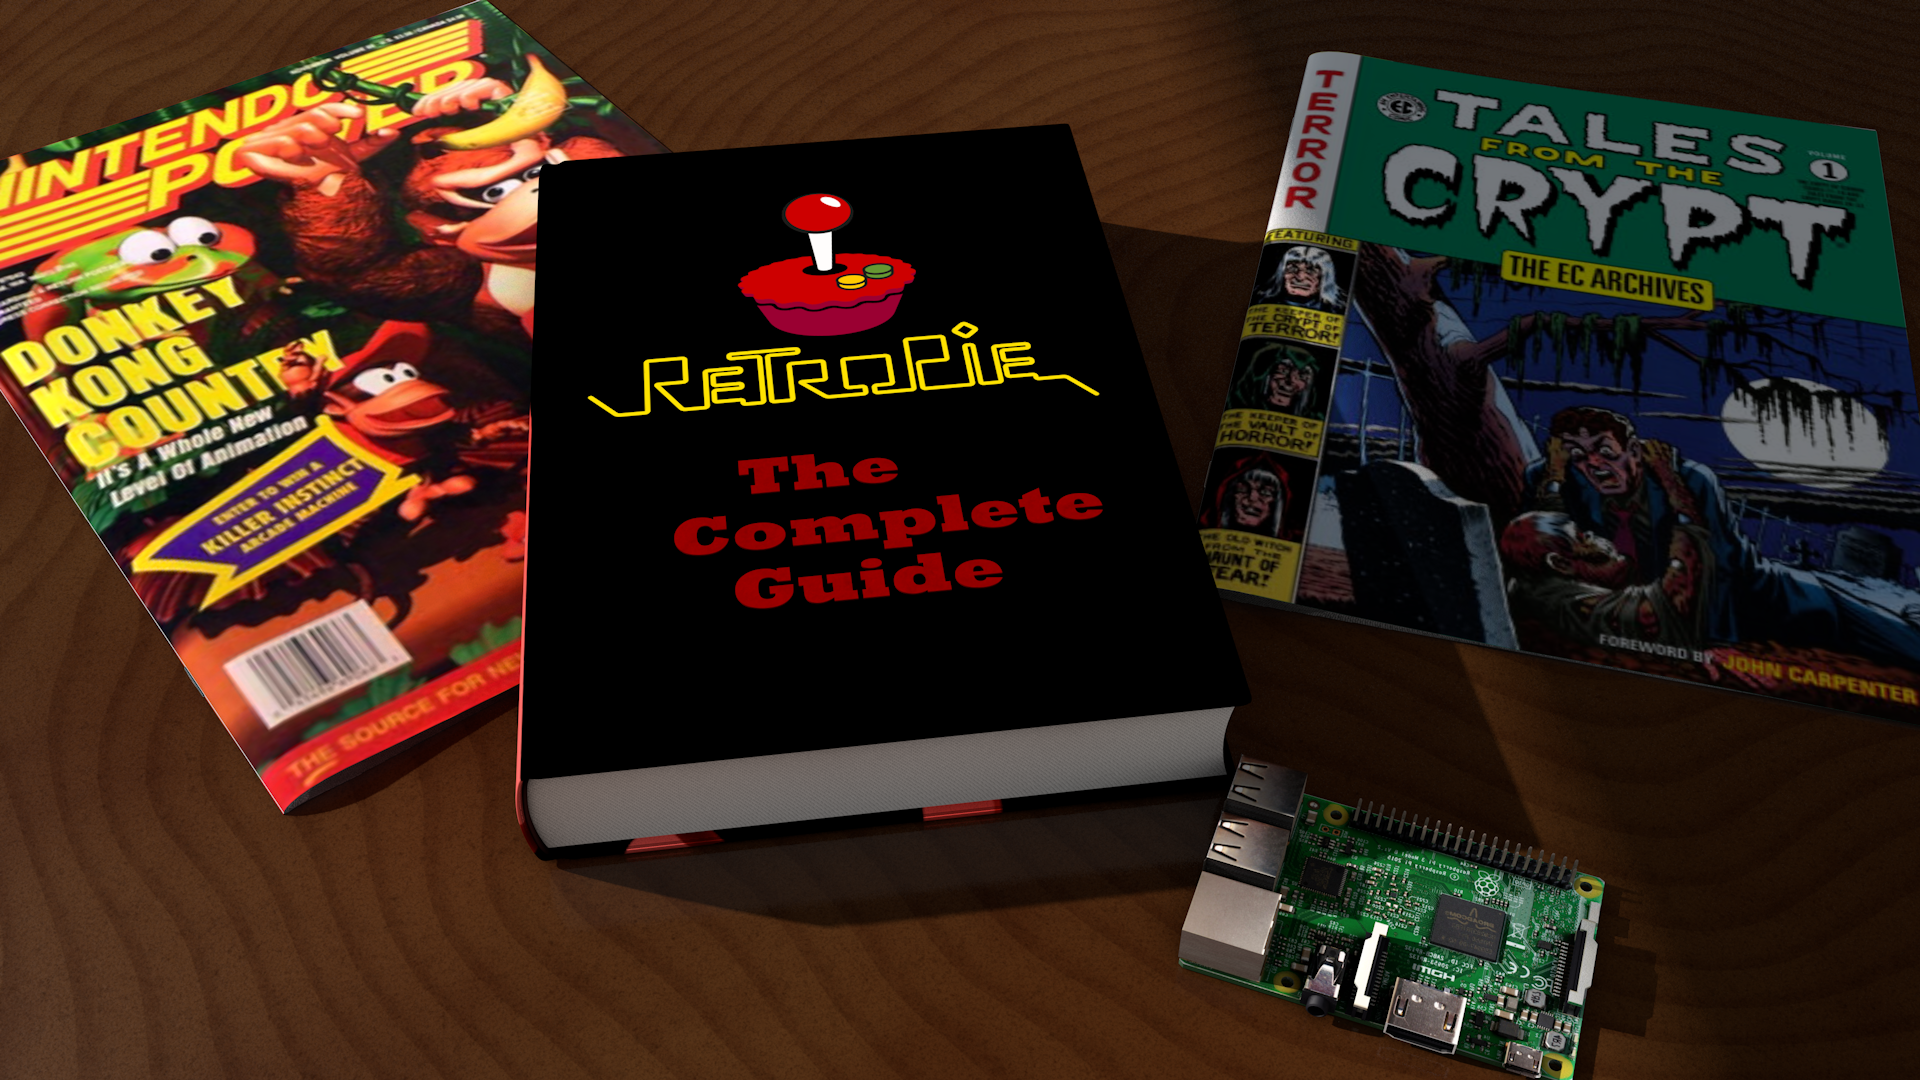 NINTENDO
POWER
DONKEY
KONG
COUNTRY
It's A Whole New
Level Of Animation
ENTER TO WIN A
KILLER INSTINCT
ARCADE MACHINE
THE SOURCE FOR NE
RETROPIE
The
Complete
Guide
TERROR
EC
TALES
FROM THE
CRYPT
VOLUME
1
THE EC ARCHIVES
FEATURING
THE KEEPER OF
THE CRYPT OF
TERROR!
THE KEEPER OF
THE VAULT OF
HORROR!
THE OLD WITCH
FROM THE
HAUNT OF
FEAR!
FOREWORD BY JOHN CARPENTER